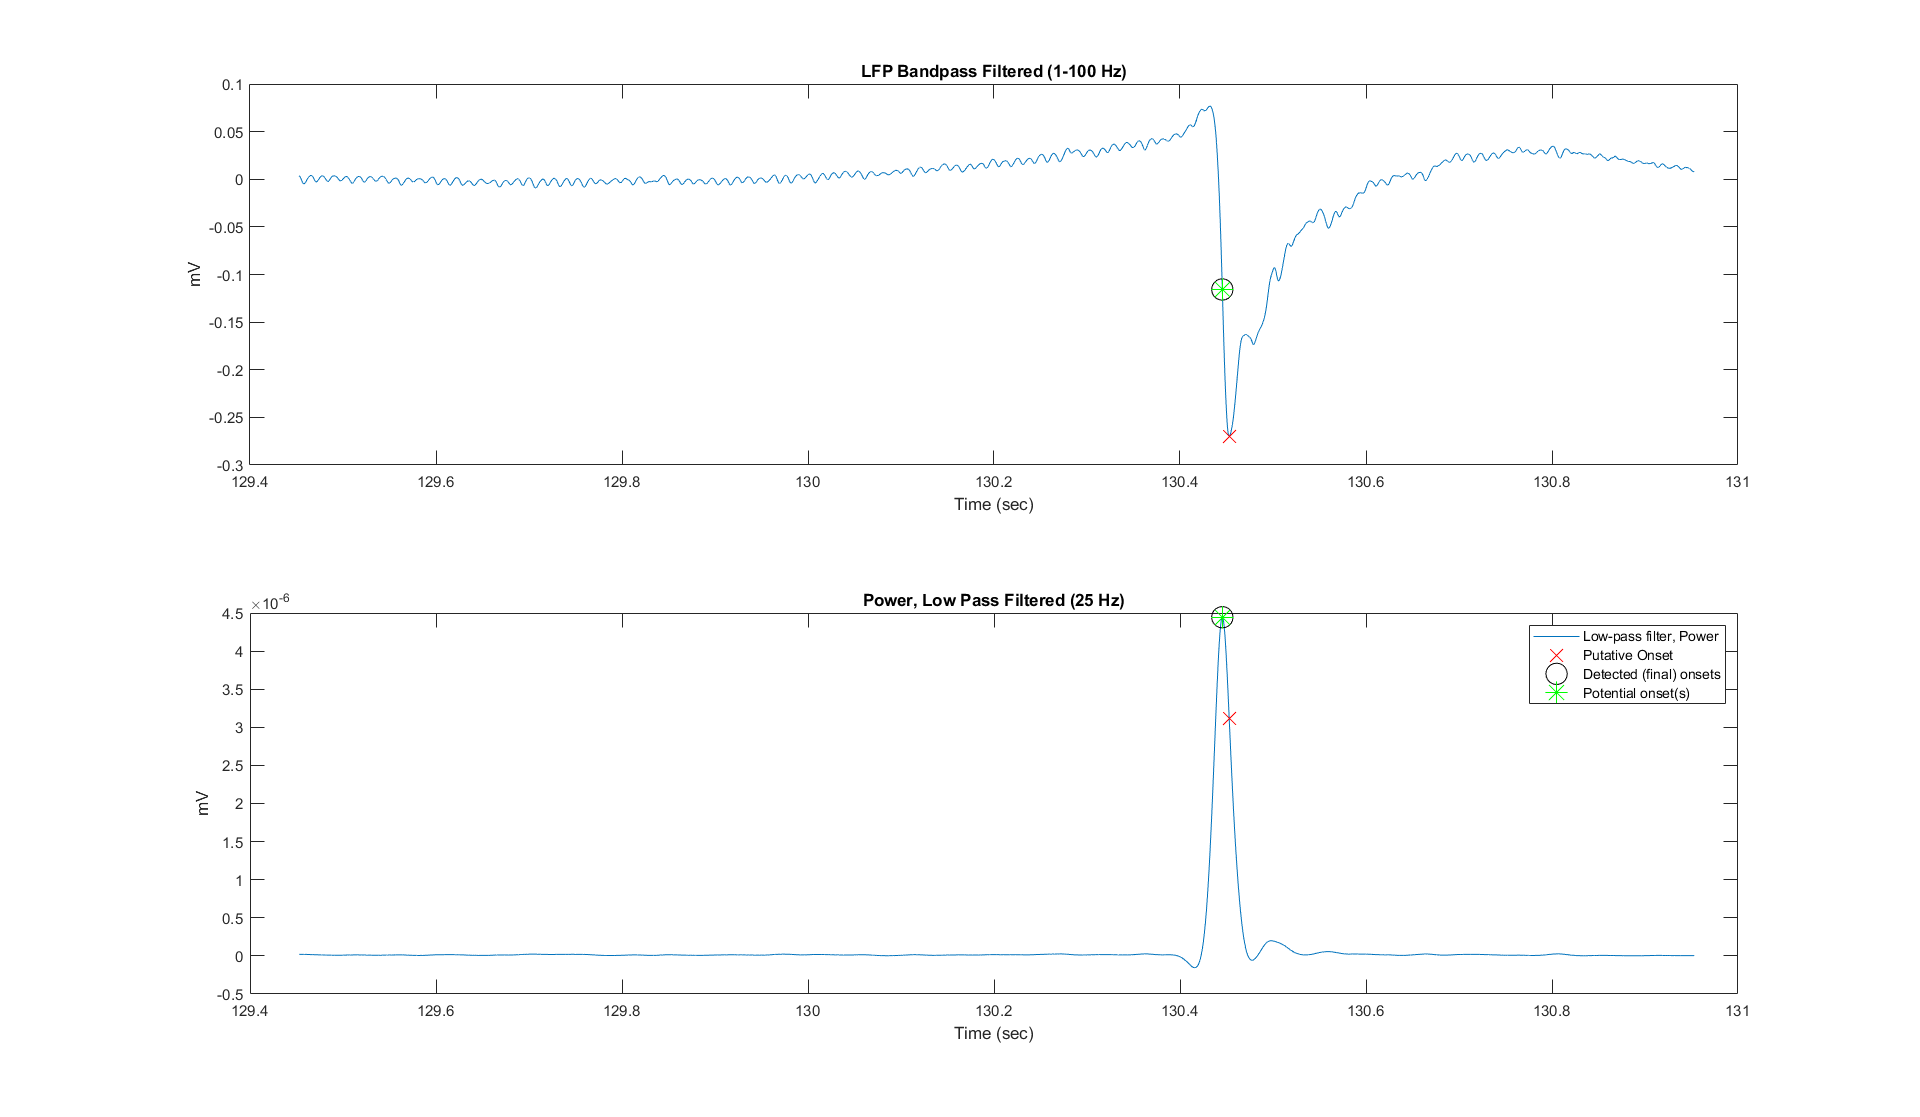 LFP Bandpass Filtered (1-100 Hz)
0.1
0.05
0
-0.05
-0.1
-0.15
-0.2
-0.25
-0.3
mV
129.4 129.6 129.8 130 130.2 130.4 130.6 130.8 131
Time (sec)
Power, Low Pass Filtered (25 Hz)
×10-6
4.5
4
3.5
3
2.5
2
1.5
1
0.5
0
-0.5
mV
Low-pass filter, Power
Putative Onset
Detected (final) onsets
Potential onset(s)
129.4 129.6 129.8 130 130.2 130.4 130.6 130.8 131
Time (sec)